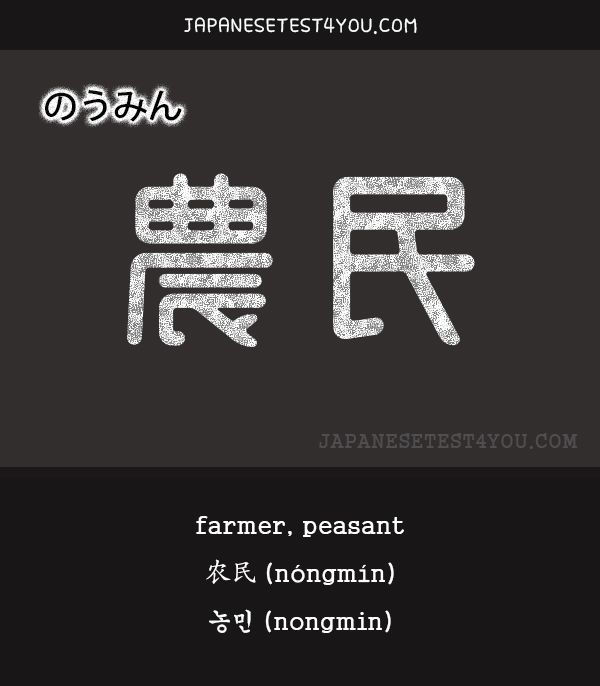 JAPANESETEST4YOU.COM
のうみん
農民
JAPANESETEST4YOU.COM
farmer, peasant
农民 (nóngmín)
농민 (nongmin)